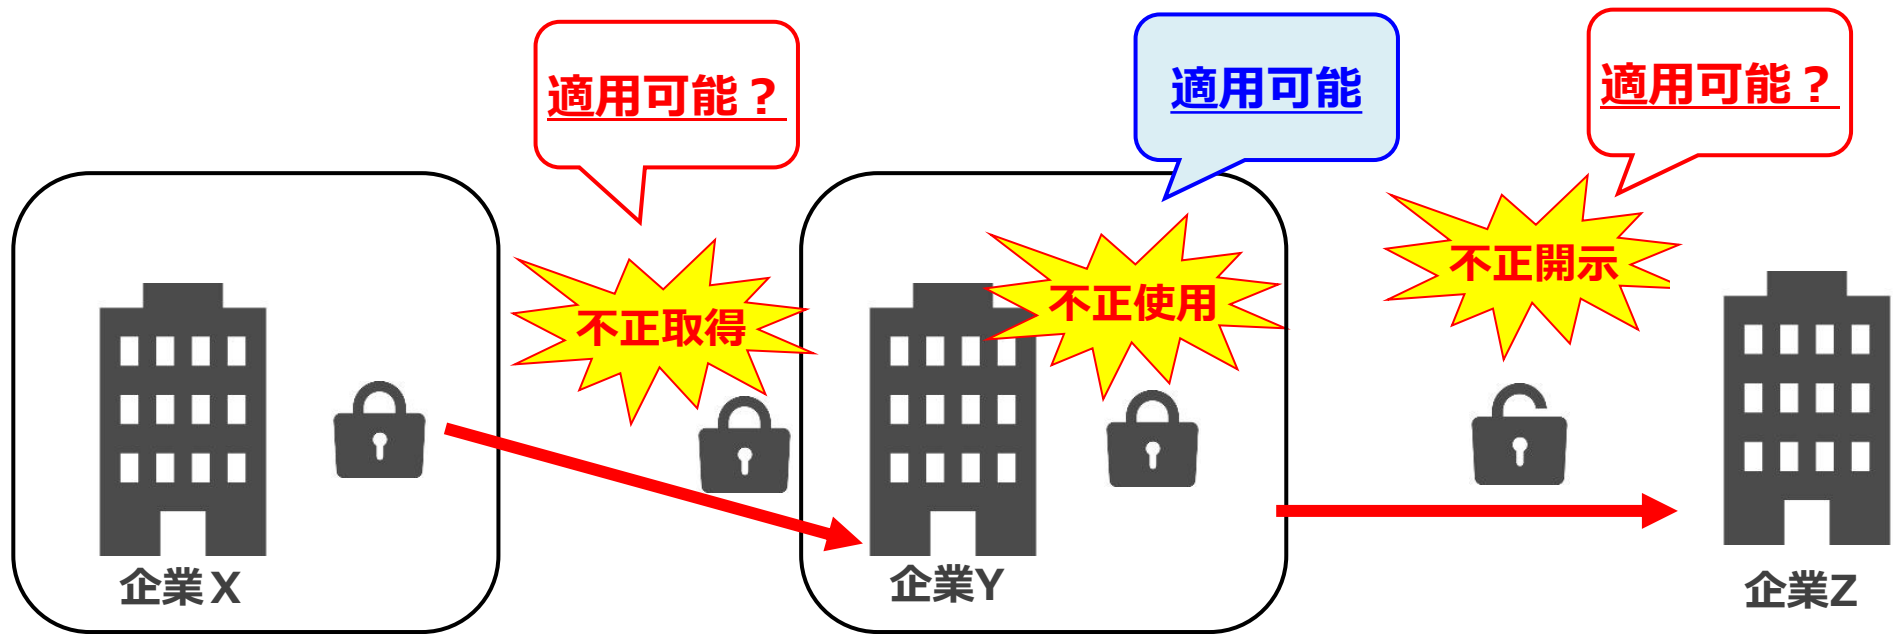 適用可能？
適用可能
適用可能？
不正取得
不正使用
不正開示
企業X
企業Y
企業Z